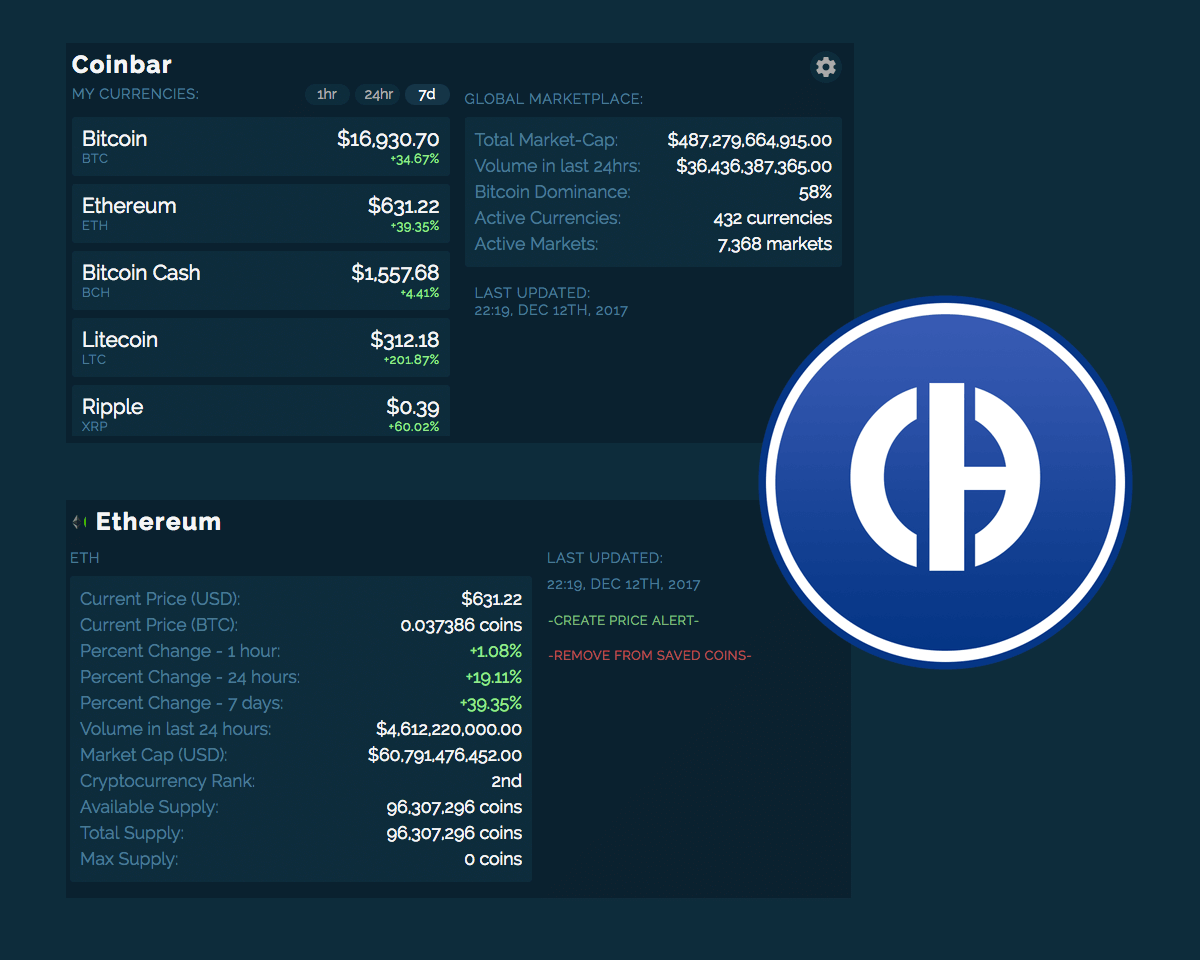 Coinbar
MY CURRENCIES:
1hr 24hr 7d
Bitcoin $16,930.70
BTC +34.67%
Ethereum $631.22
ETH +39.35%
Bitcoin Cash $1,557.68
BCH +4.41%
Litecoin $312.18
LTC +201.87%
Ripple $0.39
XRP +60.02%
GLOBAL MARKETPLACE:
Total Market-Cap: $487,279,664,915.00
Volume in last 24hrs: $36,436,387,365.00
Bitcoin Dominance: 58%
Active Currencies: 432 currencies
Active Markets: 7,368 markets
LAST UPDATED:
22:19, DEC 12TH, 2017
Ethereum
ETH
Current Price (USD): $631.22
Current Price (BTC): 0.037386 coins
Percent Change - 1 hour: +1.08%
Percent Change - 24 hours: +19.11%
Percent Change - 7 days: +39.35%
Volume in last 24 hours: $4,612,220,000.00
Market Cap (USD): $60,791,476,452.00
Cryptocurrency Rank: 2nd
Available Supply: 96,307,296 coins
Total Supply: 96,307,296 coins
Max Supply: 0 coins
LAST UPDATED:
22:19, DEC 12TH, 2017
-CREATE PRICE ALERT-
-REMOVE FROM SAVED COINS-